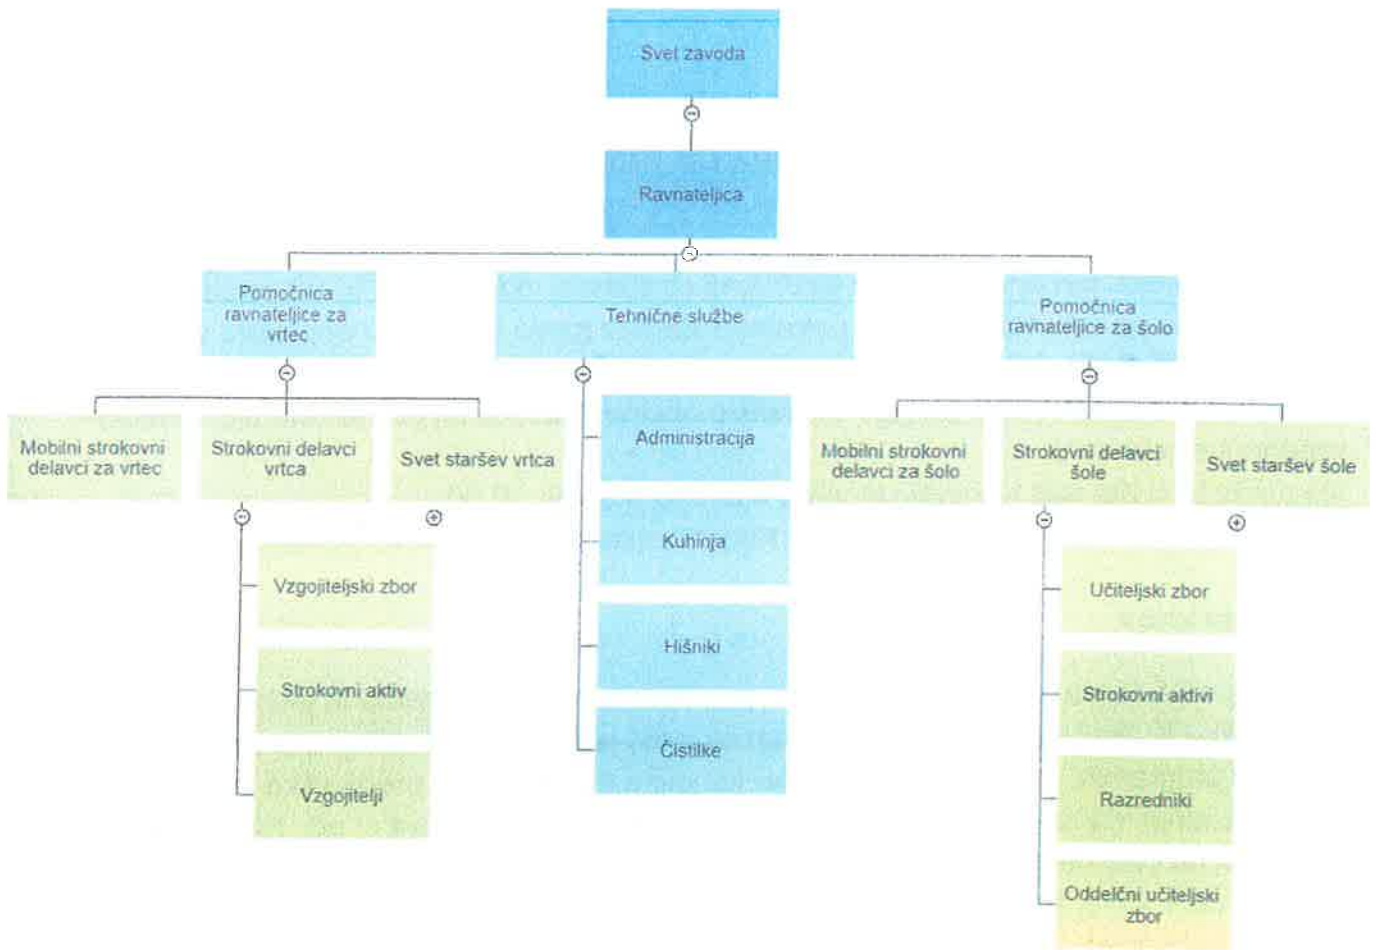 Svet zavoda
Ravnateljica
Pomočnica
ravnateljice za
vrtec
Tehnične službe
Pomočnica
ravnateljice za šolo
Mobilni strokovni
delavci za vrtec
Strokovni delavci
vrtca
Svet staršev vrtca
Administracija
Mobilni strokovni
delavci za šolo
Strokovni delavci
šole
Svet staršev šole
Vzgojiteljski zbor
Kuhinja
Učiteljski zbor
Strokovni aktiv
Hišniki
Strokovni aktivi
Vzgojitelji
Čistilke
Razredniki
Oddelčni učiteljski
zbor